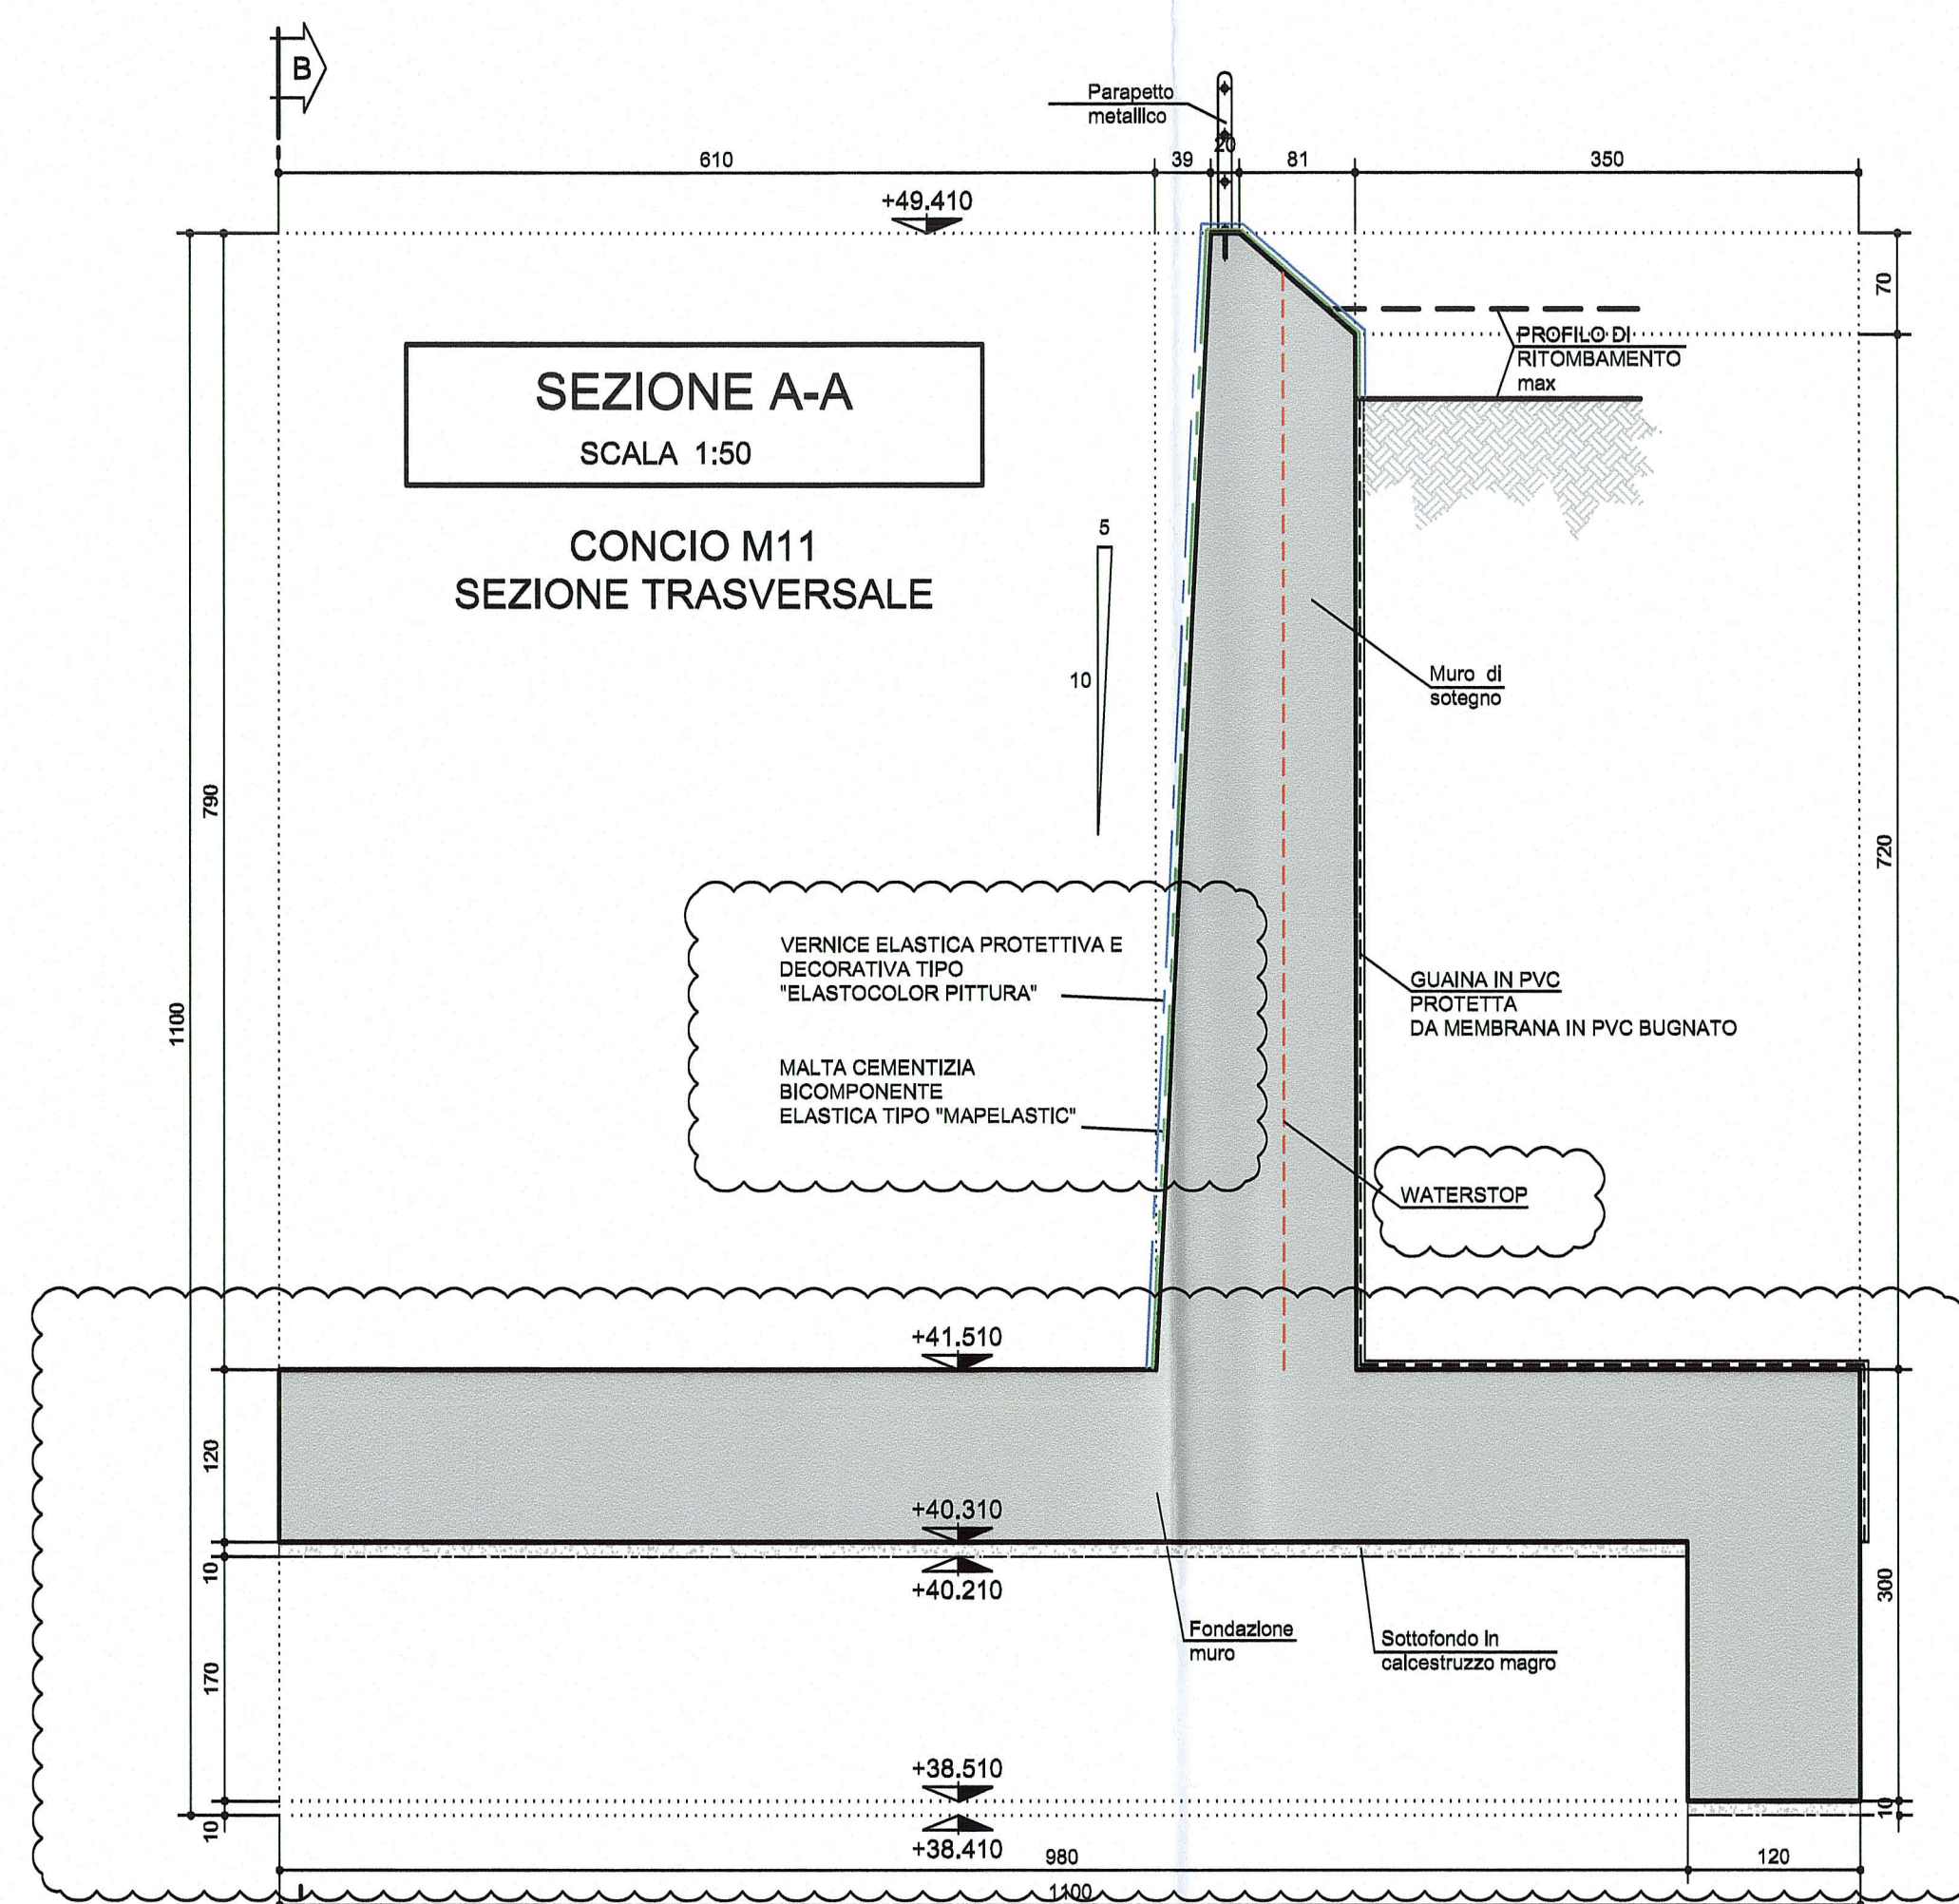 B
Parapetto
metallico
610
39
20
81
350
+49.410
70
SEZIONE A-A
SCALA 1:50
PROFILO DI
RITOMBAMENTO
max
CONCIO M11
SEZIONE TRASVERSALE
5
10
Muro di
sotegno
790
720
1100
VERNICE ELASTICA PROTETTIVA E
DECORATIVA TIPO
"ELASTOCOLOR PITTURA"
GUAINA IN PVC
PROTETTA
DA MEMBRANA IN PVC BUGNATO
MALTA CEMENTIZIA
BICOMPONENTE
ELASTICA TIPO "MAPELASTIC"
WATERSTOP
+41.510
120
+40.310
10
+40.210
300
Fondazione
muro
Sottofondo in
calcestruzzo magro
170
+38.510
10
10
+38.410
980
120
1100